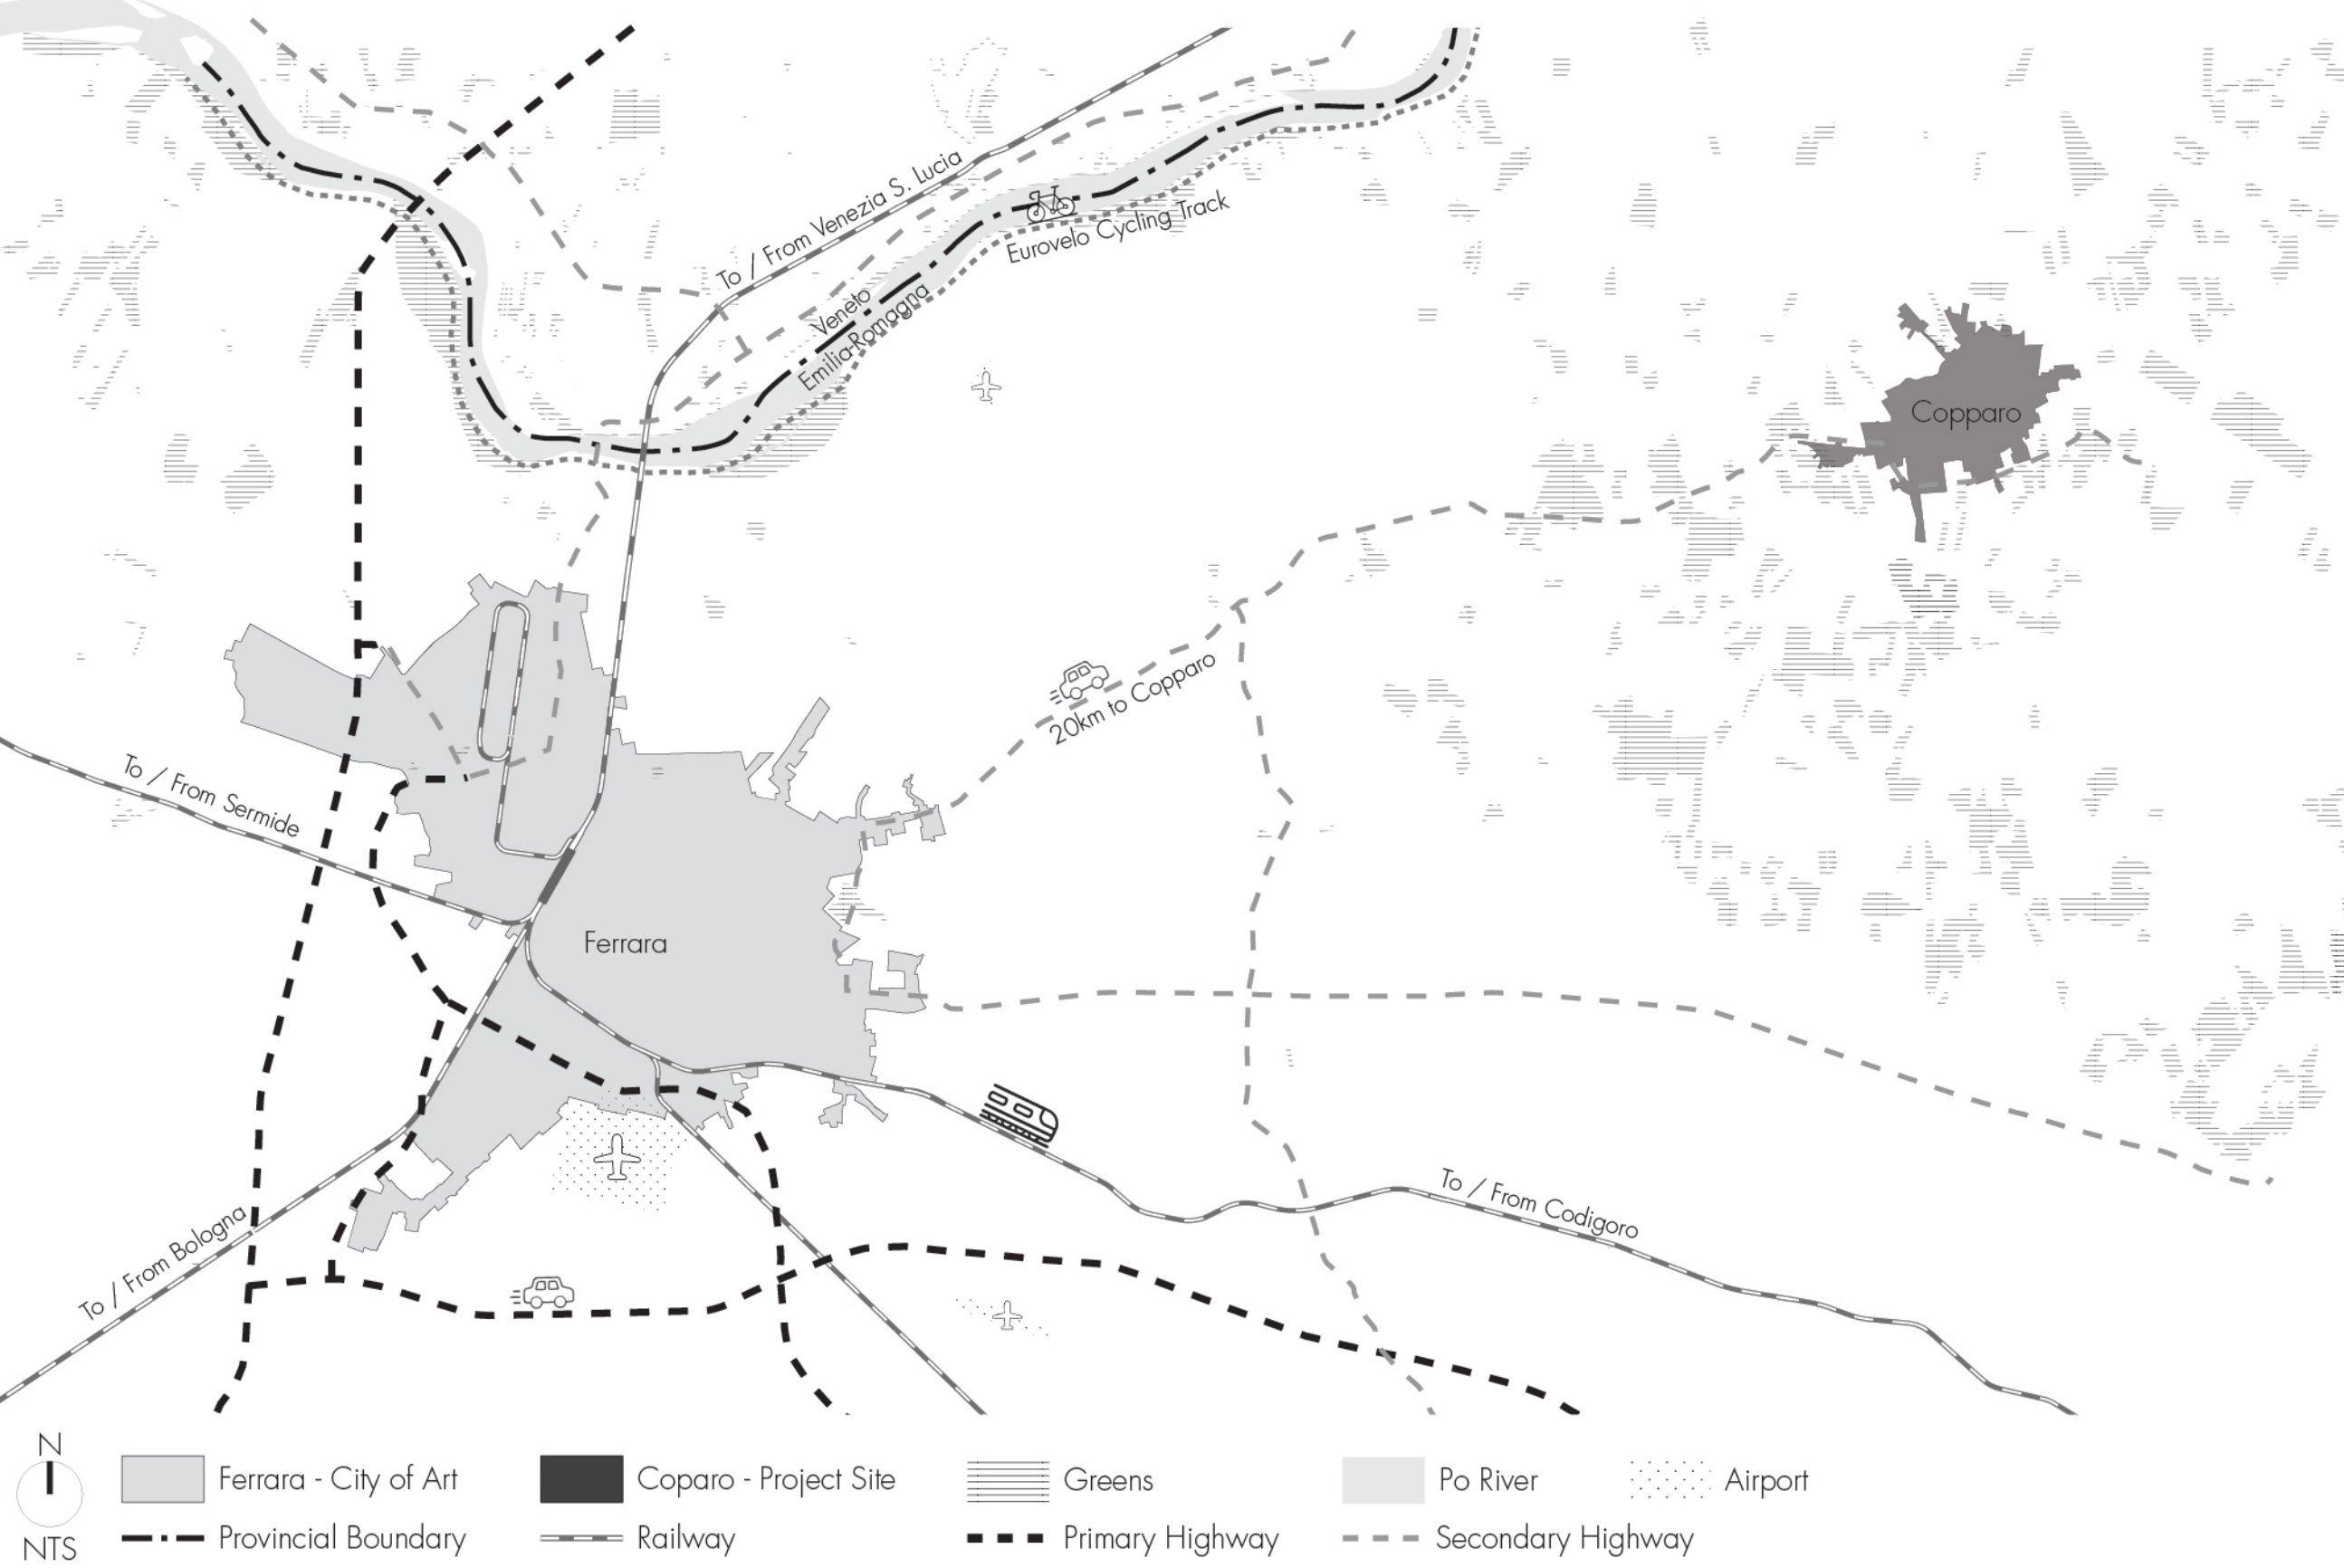 To / From Venezia S. Lucia
Eurovelo Cycling Track
Veneto
Emilia-Romagna
Copparo
20km to Copparo
To / From Sermide
Ferrara
To / From Bologna
To / From Codigoro
N
NTS
Ferrara - City of Art
Coparo - Project Site
Greens
Po River
Airport
Provincial Boundary
Railway
Primary Highway
Secondary Highway